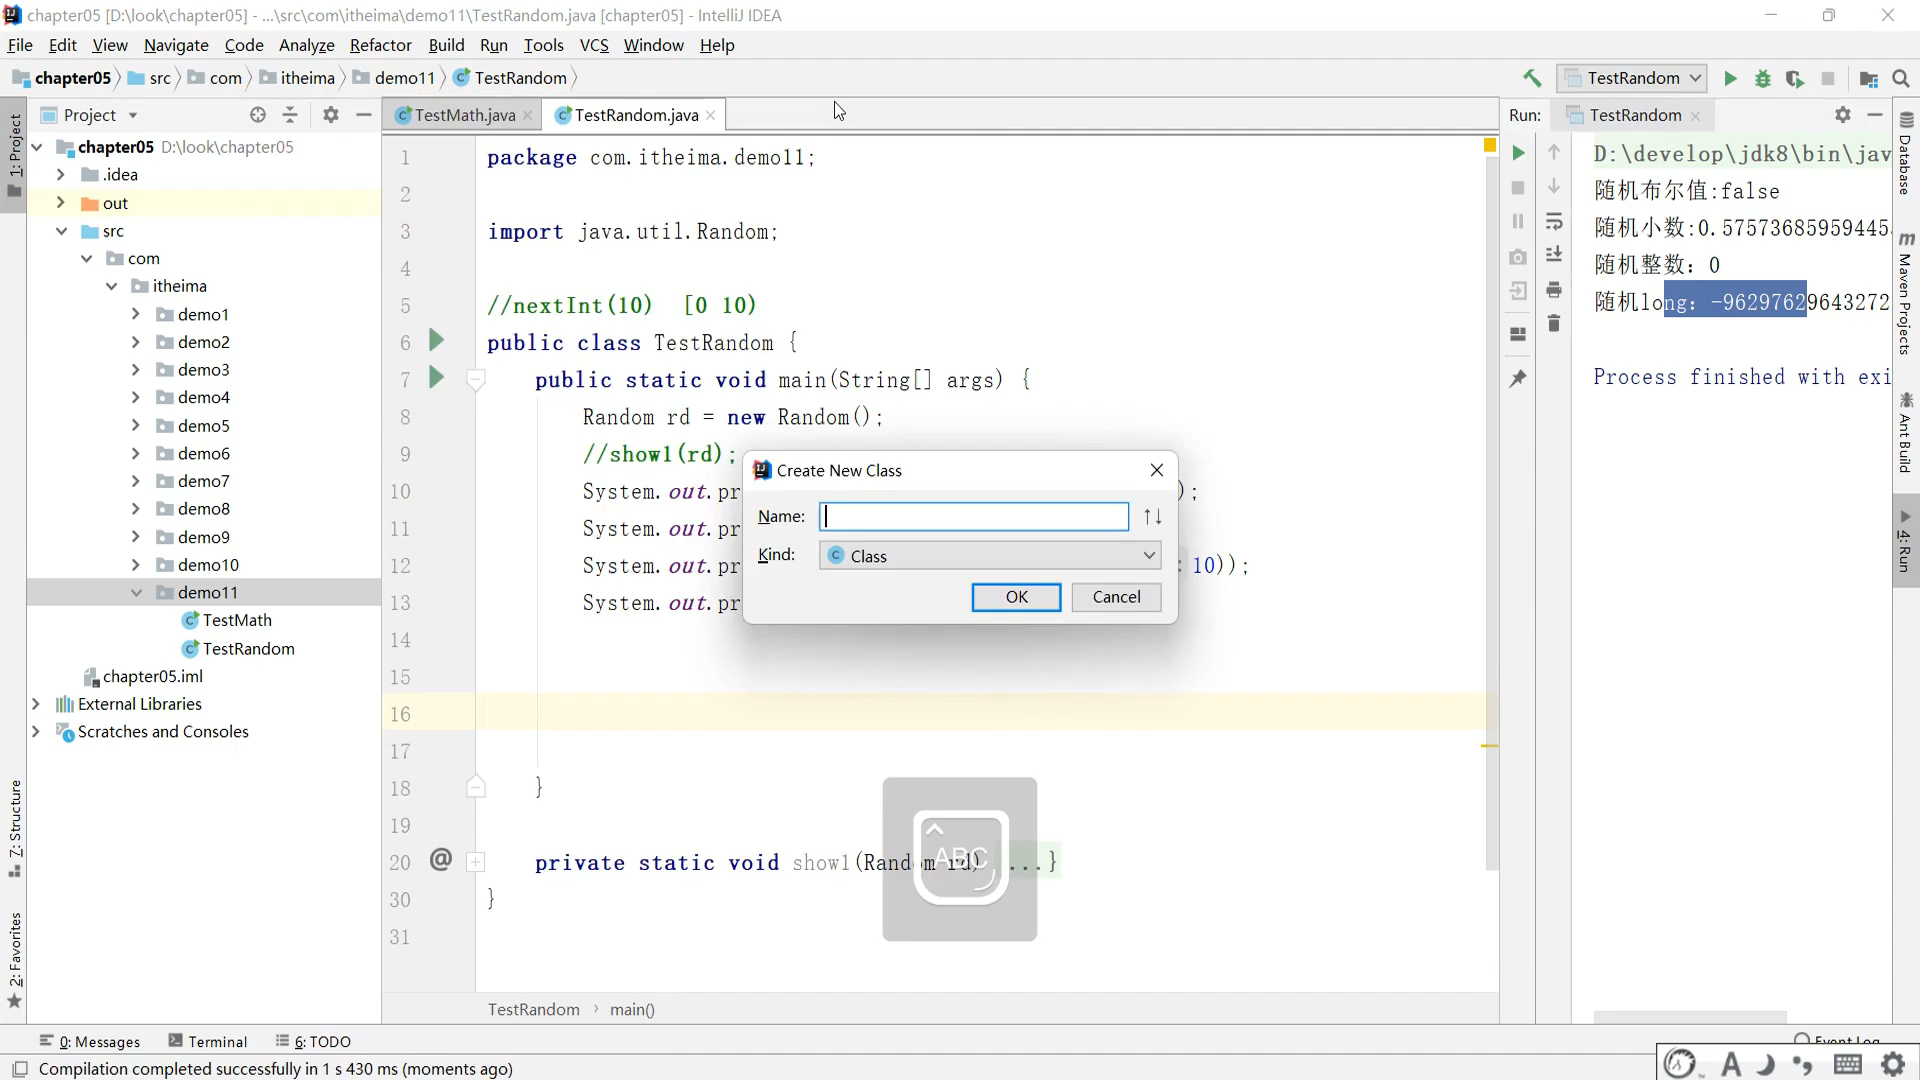 chapter05 [D:\look\chapter05] - ...\src\com\itheima\demo11\TestRandom.java [chapter05] - IntelliJ IDEA
File Edit View Navigate Code Analyze Refactor Build Run Tools VCS Window Help
chapter05 src com itheima demo11 TestRandom
TestRandom
1: Project
Project
TestMath.java
TestRandom.java
Run:
TestRandom
chapter05 D:\look\chapter05
.idea
out
src
com
itheima
demo1
demo2
demo3
demo4
demo5
demo6
demo7
demo8
demo9
demo10
demo11
TestMath
TestRandom
chapter05.iml
External Libraries
Scratches and Consoles
1 package com.itheima.demo11;
2
3 import java.util.Random;
4
5 //nextInt(10) [0 10)
6 public class TestRandom {
7 public static void main(String[] args) {
8 Random rd = new Random();
9 //show1(rd);
10 System.out.pr );
11 System.out.pr
12 System.out.pr : 10));
13 System.out.pr
14
15
16
17
18 }
19
20 @ private static void show1(Random rd) ...}
30 }
31
Create New Class
Name:
Kind:
Class
OK
Cancel
ABC
D:\develop\jdk8\bin\jav
随机布尔值:false
随机小数:0.57573685959445
随机整数: 0
随机long: -9629762964327​2
Process finished with exi
Database
Maven Projects
Ant Build
4: Run
7: Structure
2: Favorites
TestRandom › main()
0: Messages
Terminal
6: TODO
Event Log
Compilation completed successfully in 1 s 430 ms (moments ago)
A